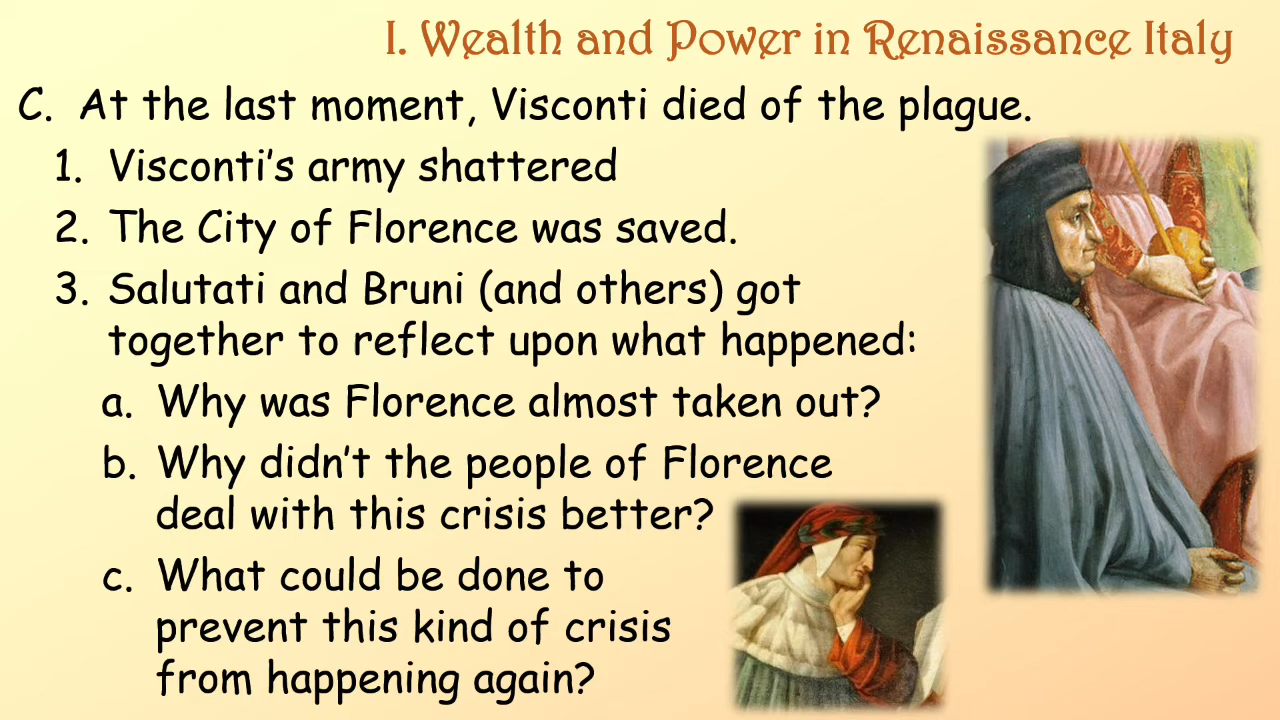 I. Wealth and Power in Renaissance Italy
C. At the last moment, Visconti died of the plague.
1. Visconti’s army shattered
2. The City of Florence was saved.
3. Salutati and Bruni (and others) got
together to reflect upon what happened:
a. Why was Florence almost taken out?
b. Why didn’t the people of Florence
deal with this crisis better?
c. What could be done to
prevent this kind of crisis
from happening again?